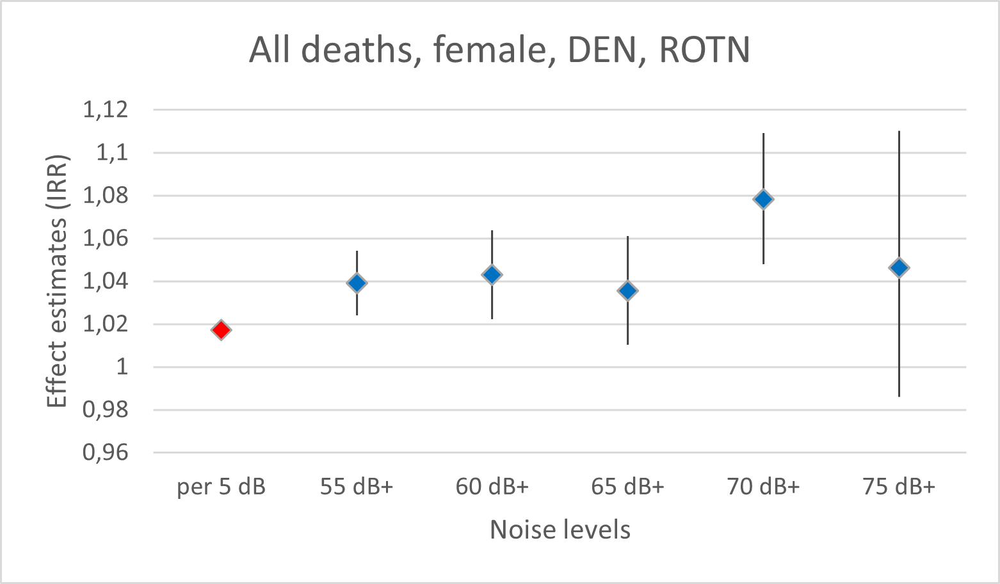 All deaths, female, DEN, ROTN
Effect estimates (IRR)
1,12
1,1
1,08
1,06
1,04
1,02
1
0,98
0,96
per 5 dB 55 dB+ 60 dB+ 65 dB+ 70 dB+ 75 dB+
Noise levels